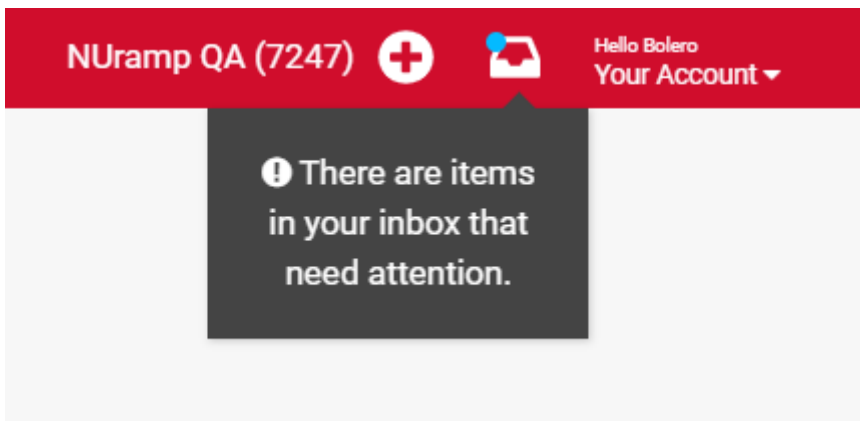 NUramp QA (7247)
Hello Bolero
Your Account
There are items
in your inbox that
need attention.